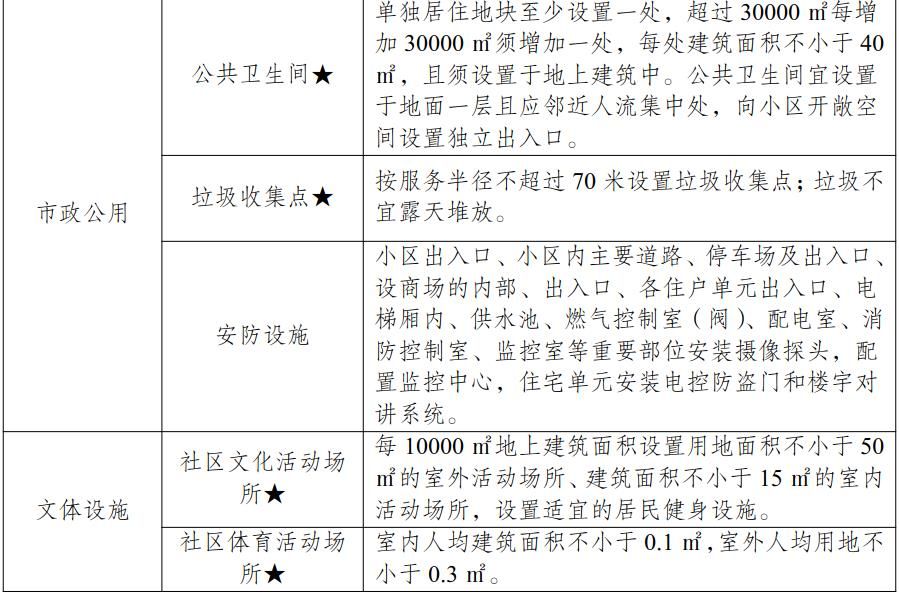 市政公用
公共卫生间★
单独居住地块至少设置一处，超过 30000 ㎡每增
加 30000 ㎡须增加一处，每处建筑面积不小于 40
㎡，且须设置于地上建筑中。公共卫生间宜设置
于地面一层且应邻近人流集中处，向小区开敞空
间设置独立出入口。
垃圾收集点★
按服务半径不超过 70 米设置垃圾收集点；垃圾不
宜露天堆放。
安防设施
小区出入口、小区内主要道路、停车场及出入口、
设商场的内部、出入口、各住户单元出入口、电
梯厢内、供水池、燃气控制室（阀）、配电室、消
防控制室、监控室等重要部位安装摄像探头，配
置监控中心，住宅单元安装电控防盗门和楼宇对
讲系统。
文体设施
社区文化活动场
所★
每 10000 ㎡地上建筑面积设置用地面积不小于 50
㎡的室外活动场所、建筑面积不小于 15 ㎡的室内
活动场所，设置适宜的居民健身设施。
社区体育活动场
所★
室内人均建筑面积不小于 0.1 ㎡,室外人均用地不
小于 0.3 ㎡。